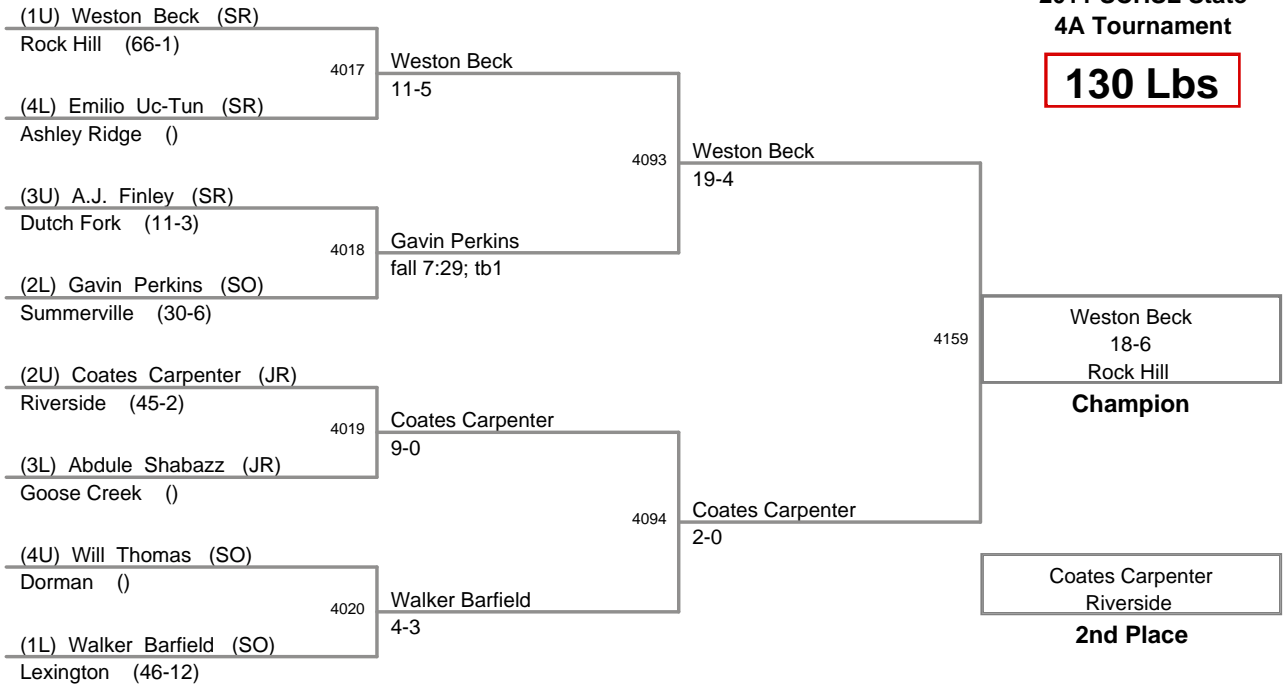 4A Tournament
130 Lbs
(1U) Weston Beck (SR)
Rock Hill (66-1)
4017
Weston Beck
11-5
(4L) Emilio Uc-Tun (SR)
Ashley Ridge ()
4093
Weston Beck
19-4
(3U) A.J. Finley (SR)
Dutch Fork (11-3)
4018
Gavin Perkins
fall 7:29; tb1
(2L) Gavin Perkins (SO)
Summerville (30-6)
4159
Weston Beck
18-6
Rock Hill
Champion
(2U) Coates Carpenter (JR)
Riverside (45-2)
4019
Coates Carpenter
9-0
(3L) Abdule Shabazz (JR)
Goose Creek ()
4094
Coates Carpenter
2-0
(4U) Will Thomas (SO)
Dorman ()
4020
Walker Barfield
4-3
(1L) Walker Barfield (SO)
Lexington (46-12)
Coates Carpenter
Riverside
2nd Place